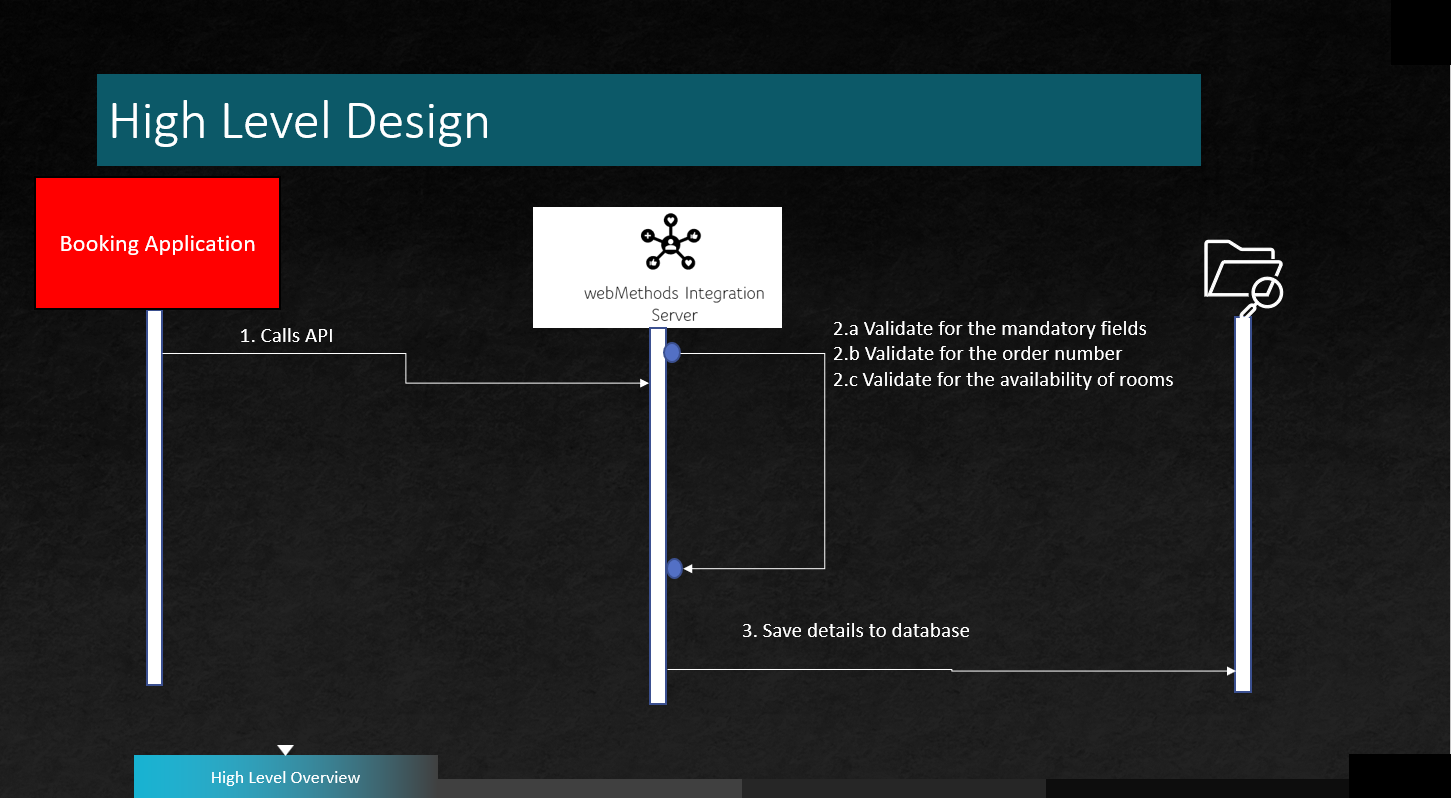 High Level Design
Booking Application
webMethods Integration
Server
1. Calls API
2.a Validate for the mandatory fields
2.b Validate for the order number
2.c Validate for the availability of rooms
3. Save details to database
High Level Overview